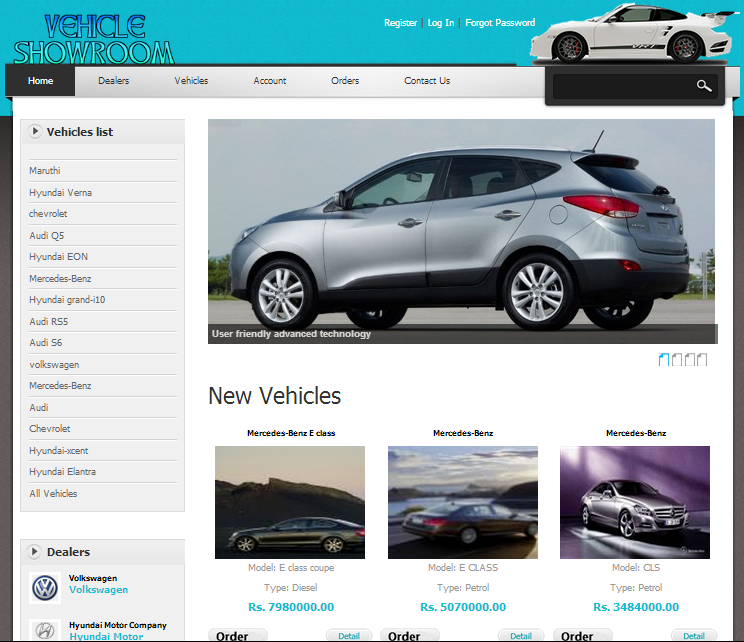 VEHICLE
SHOWROOM
Register | Log In | Forgot Password
Home
Dealers
Vehicles
Account
Orders
Contact Us
Vehicles list
Maruthi
Hyundai Verna
chevrolet
Audi Q5
Hyundai EON
Mercedes-Benz
Hyundai grand-i10
Audi RS5
Audi S6
volkswagen
Mercedes-Benz
Audi
Chevrolet
Hyundai-xcent
Hyundai Elantra
All Vehicles
Dealers
Volkswagen
Volkswagen
Hyundai Motor Company
Hyundai Motor
User friendly advanced technology
New Vehicles
Mercedes-Benz E class
Model: E class coupe
Type: Diesel
Rs. 7980000.00
Order
Detail
Mercedes-Benz
Model: E CLASS
Type: Petrol
Rs. 5070000.00
Order
Detail
Mercedes-Benz
Model: CLS
Type: Petrol
Rs. 3484000.00
Order
Detail